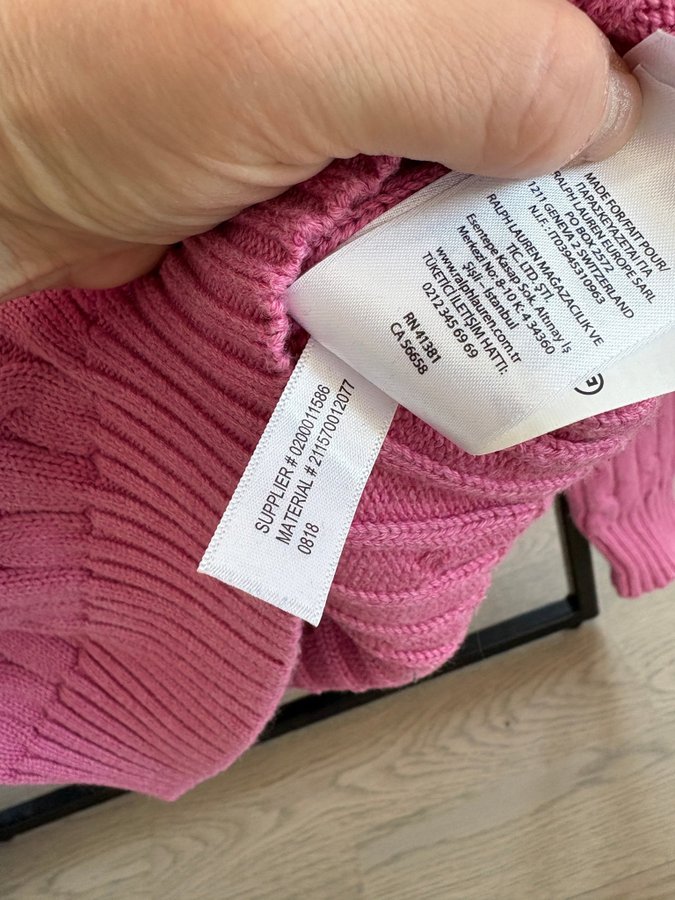 MADE FOR/FAIT POUR/
ΠΑΡΑΣΚΕΥΑΖΕΤΑΙ ΓΙΑ
RALPH LAUREN EUROPE SARL
PO BOX 2572
1211 GENEVA 2 SWITZERLAND
N.I.F.: IT03945310963
RALPH LAUREN MAGAZACILIK VE
TIC. LTD. ŞTI.
Esentepe Kasap Sok. Altınay İş
Merkezi No: 8-10 D:4 34360
Şişli - Istanbul
www.ralphlauren.com.tr
TÜKETİCİ İLETİŞİM HATTI:
0212 345 69 69
RN 41381
CA 56658
E
SUPPLIER # 0200011586
MATERIAL # 211570012077
0818